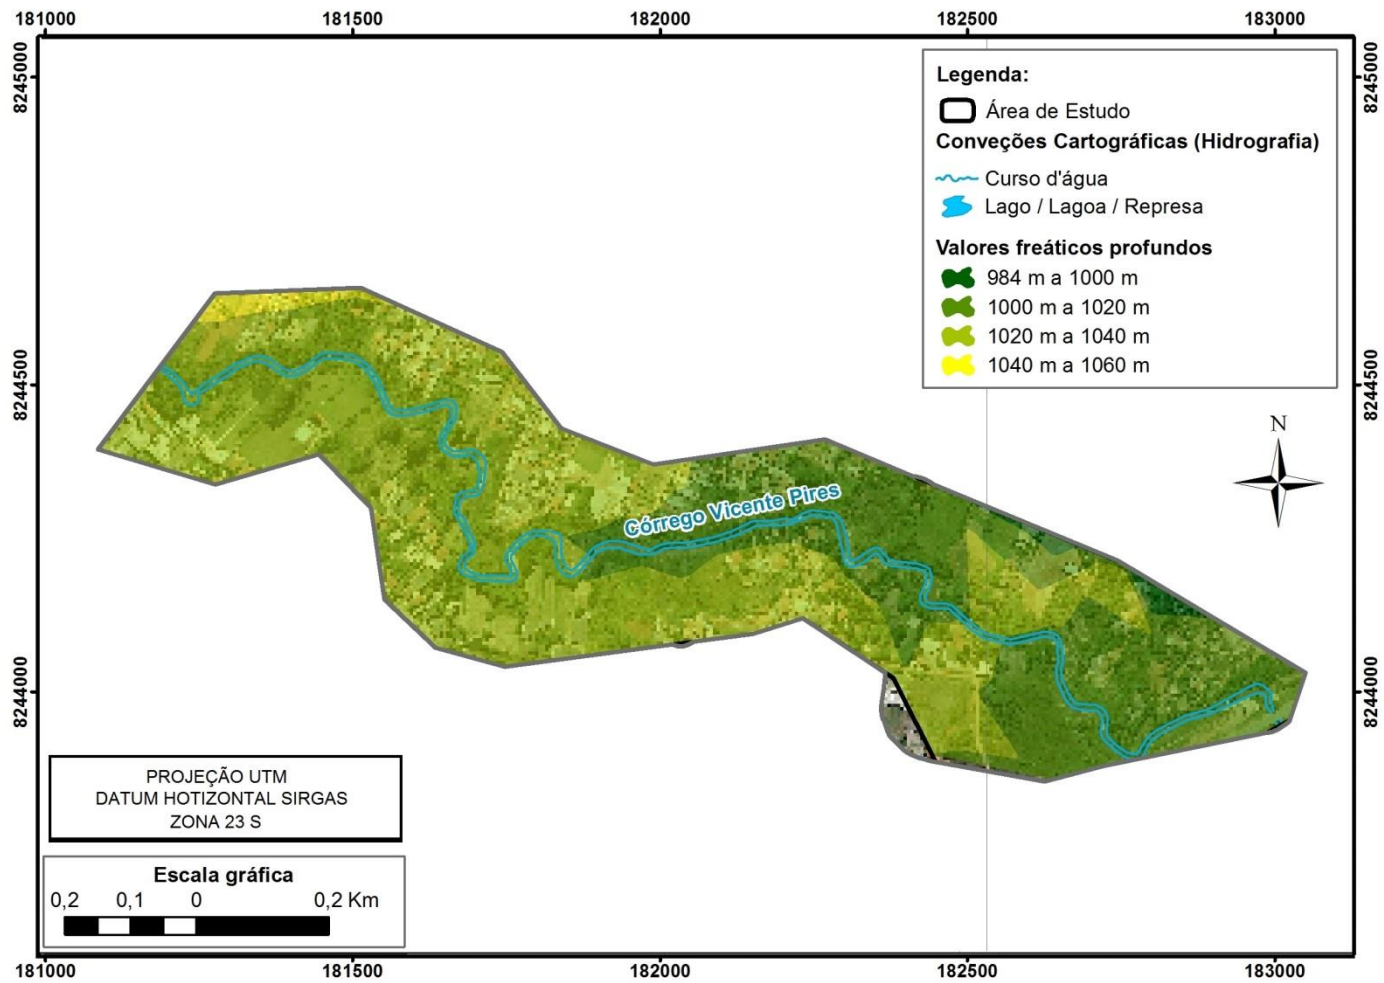 181000 181500 182000 182500 183000
8245000
8245000
Legenda:
Área de Estudo
Conveções Cartográficas (Hidrografia)
Curso d'água
Lago / Lagoa / Represa
Valores freáticos profundos
984 m a 1000 m
1000 m a 1020 m
1020 m a 1040 m
1040 m a 1060 m
8244500
8244500
N
Córrego Vicente Pires
8244000
8244000
PROJEÇÃO UTM
DATUM HOTIZONTAL SIRGAS
ZONA 23 S
Escala gráfica
0,2 0,1 0 0,2 Km
181000 181500 182000 182500 183000